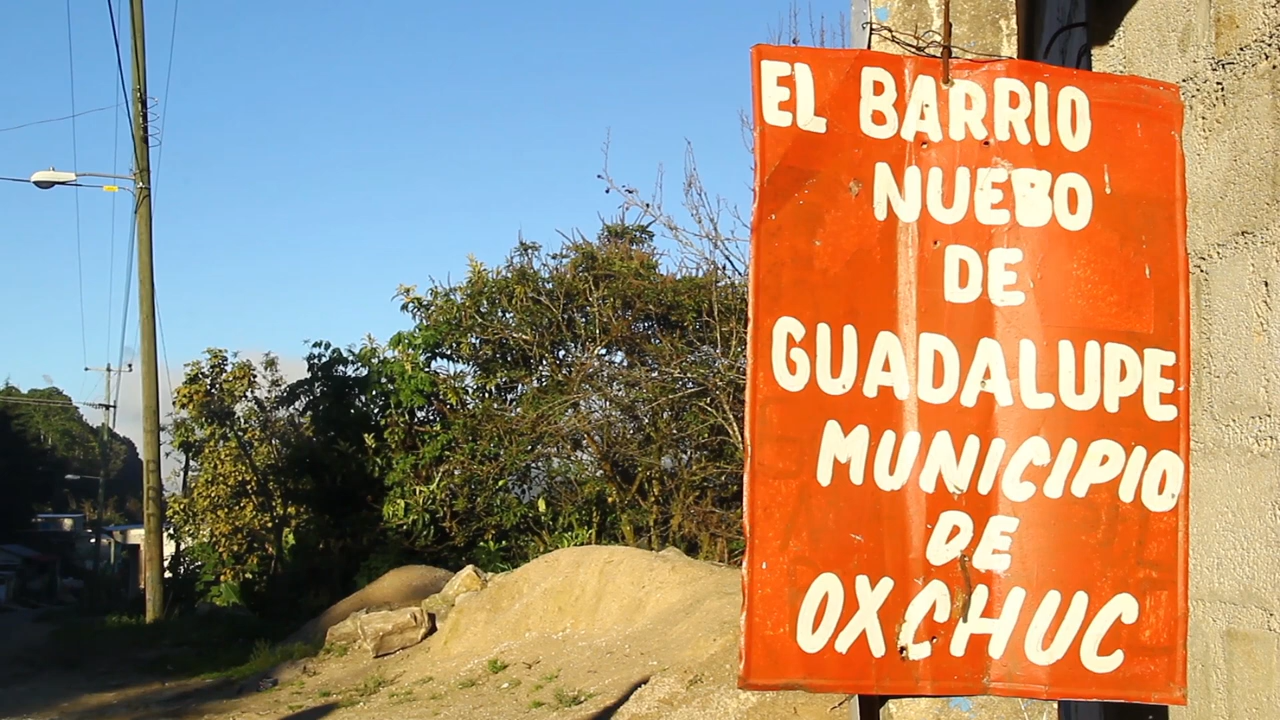 EL BARRIO
NUEBO
DE
GUADALUPE
MUNICIPIO
DE
OXCHUC